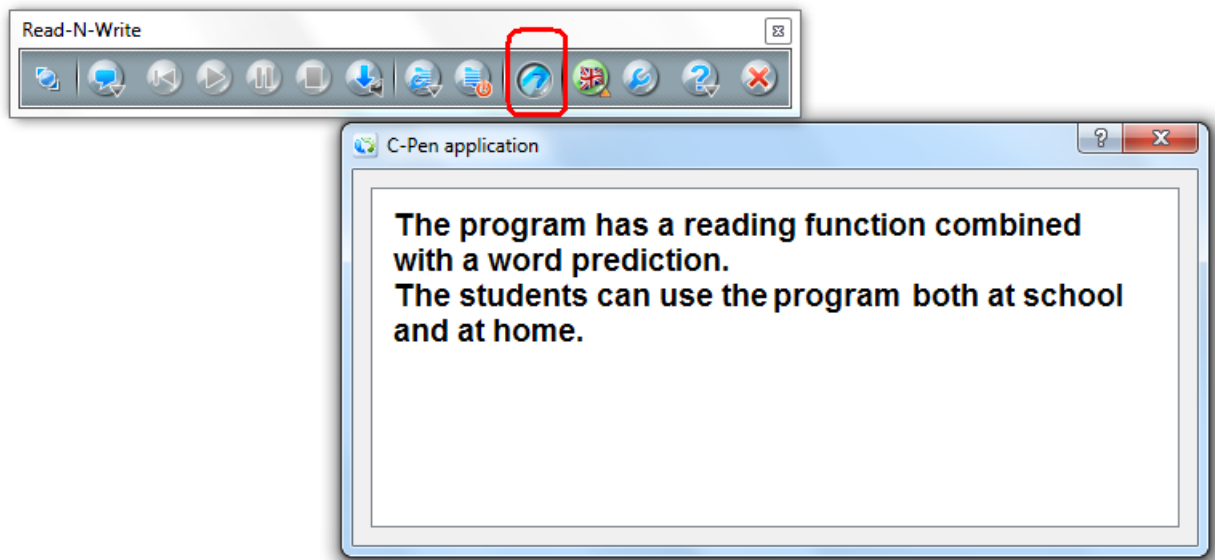 Read-N-Write
C-Pen application
The program has a reading function combined
with a word prediction.
The students can use the program both at school
and at home.